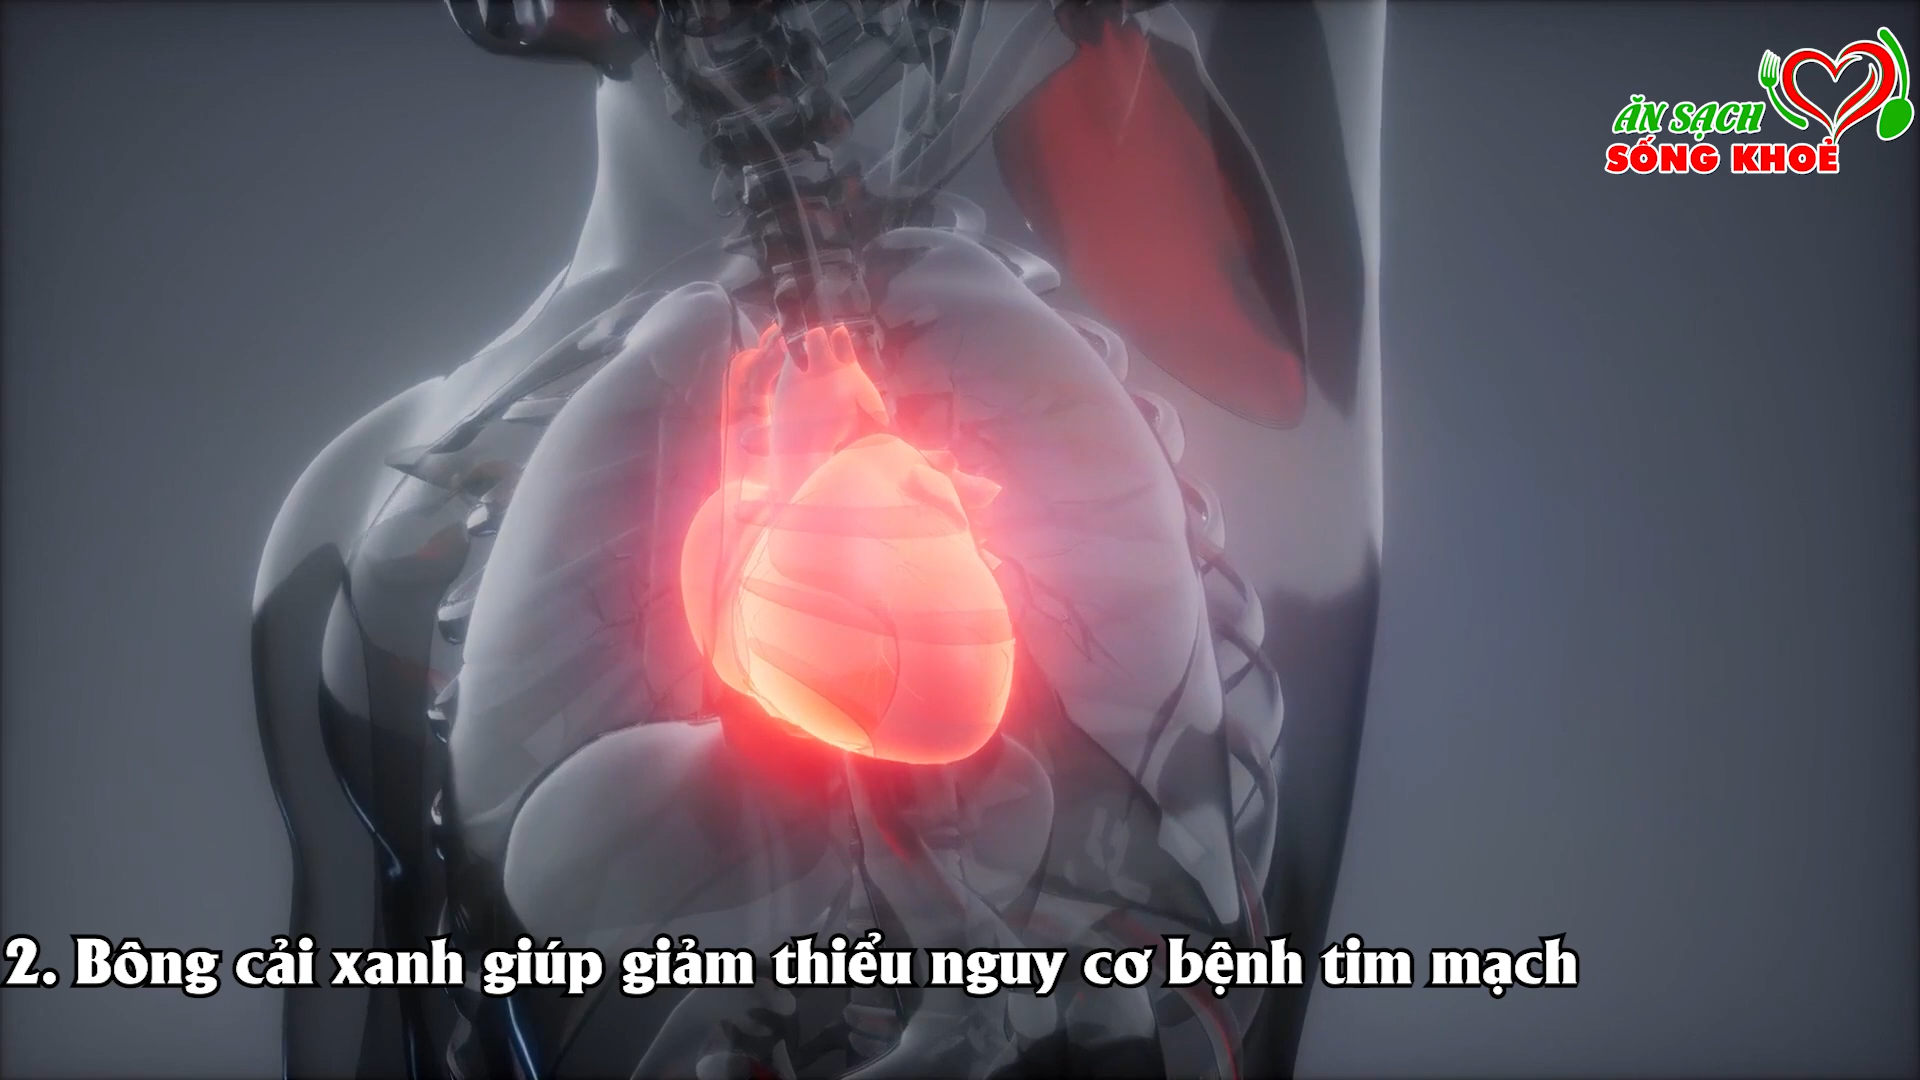 ĂN SẠCH
SỐNG KHOẺ
2. Bông cải xanh giúp giảm thiểu nguy cơ bệnh tim mạch